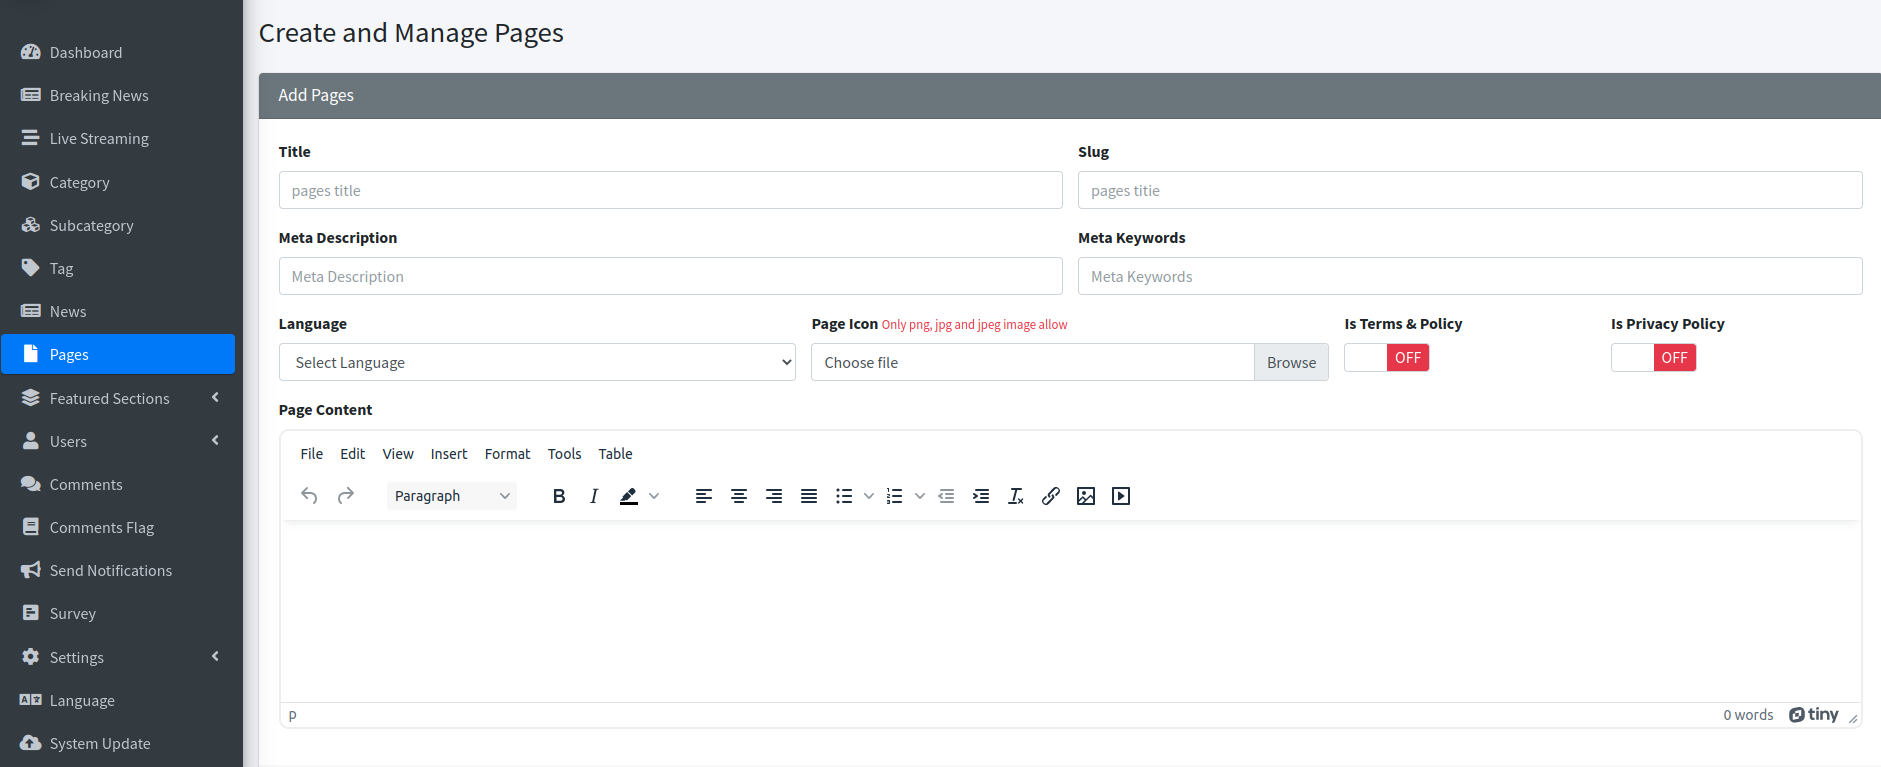 Create and Manage Pages
Dashboard
Breaking News
Live Streaming
Category
Subcategory
Tag
News
Pages
Featured Sections
Users
Comments
Comments Flag
Send Notifications
Survey
Settings
Language
System Update
Add Pages
Title
Slug
pages title
pages titie
Meta Description
Meta Keywords
Meta Description
Meta Keywords
Language
Page Icon Only png, jpg and jpeg image allow
Is Terms & Policy
Is Privacy Policy
Select Language
Choose file
Browse
OFF
OFF
Page Content
File Edit View Insert Format Tools Table
Paragraph
B I
p
0 words
tiny